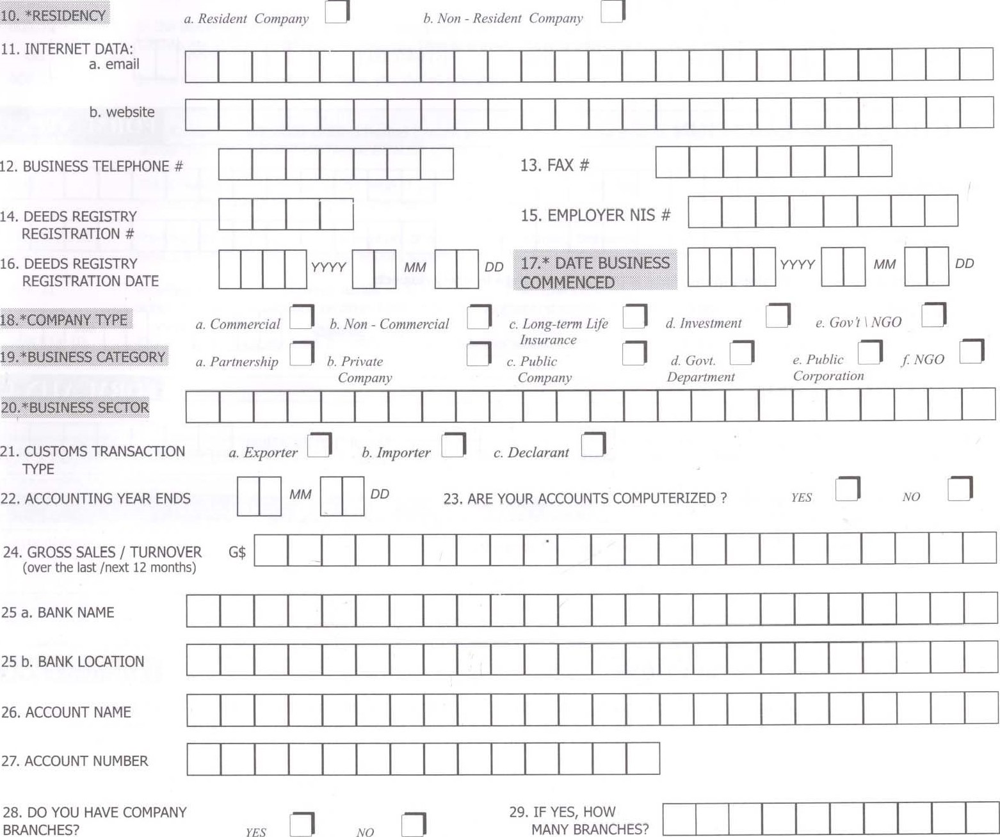 10. *RESIDENCY a. Resident Company b. Non - Resident Company
11. INTERNET DATA:
a. email
b. website
12. BUSINESS TELEPHONE # 13. FAX #
14. DEEDS REGISTRY
REGISTRATION # 15. EMPLOYER NIS #
16. DEEDS REGISTRY
REGISTRATION DATE YYYY MM DD 17.* DATE BUSINESS
COMMENCED YYYY MM DD
18.*COMPANY TYPE a. Commercial b. Non - Commercial c. Long-term Life
Insurance d. Investment e. Gov't \ NGO
19.*BUSINESS CATEGORY a. Partnership b. Private
Company c. Public
Company d. Govt.
Department e. Public
Corporation f. NGO
20.*BUSINESS SECTOR
21. CUSTOMS TRANSACTION
TYPE a. Exporter b. Importer c. Declarant
22. ACCOUNTING YEAR ENDS MM DD 23. ARE YOUR ACCOUNTS COMPUTERIZED ? YES NO
24. GROSS SALES / TURNOVER G$
(over the last /next 12 months)
25 a. BANK NAME
25 b. BANK LOCATION
26. ACCOUNT NAME
27. ACCOUNT NUMBER
28. DO YOU HAVE COMPANY
BRANCHES? YES NO 29. IF YES, HOW
MANY BRANCHES?